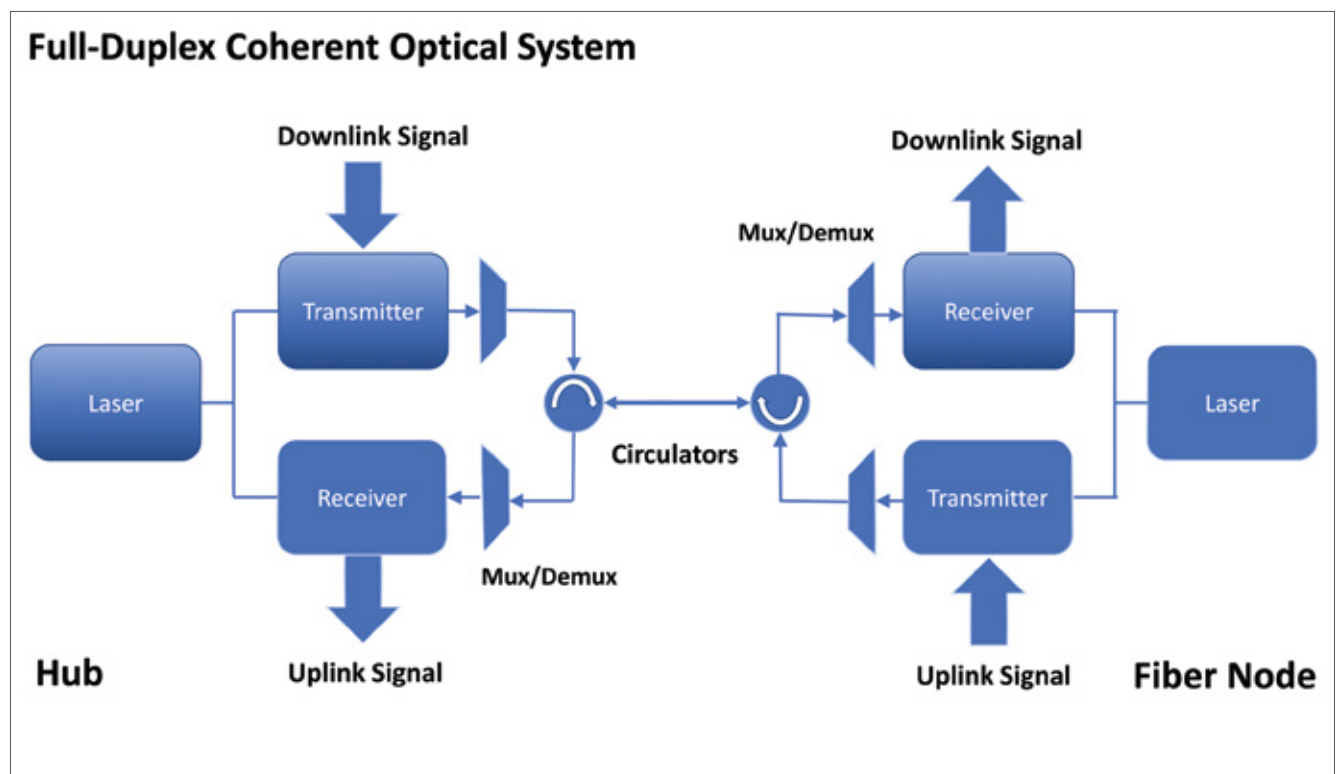 Full-Duplex Coherent Optical System
Downlink Signal
Downlink Signal
Mux/Demux
Transmitter
Receiver
Laser
Laser
Circulators
Receiver
Transmitter
Mux/Demux
Uplink Signal
Uplink Signal
Hub
Fiber Node